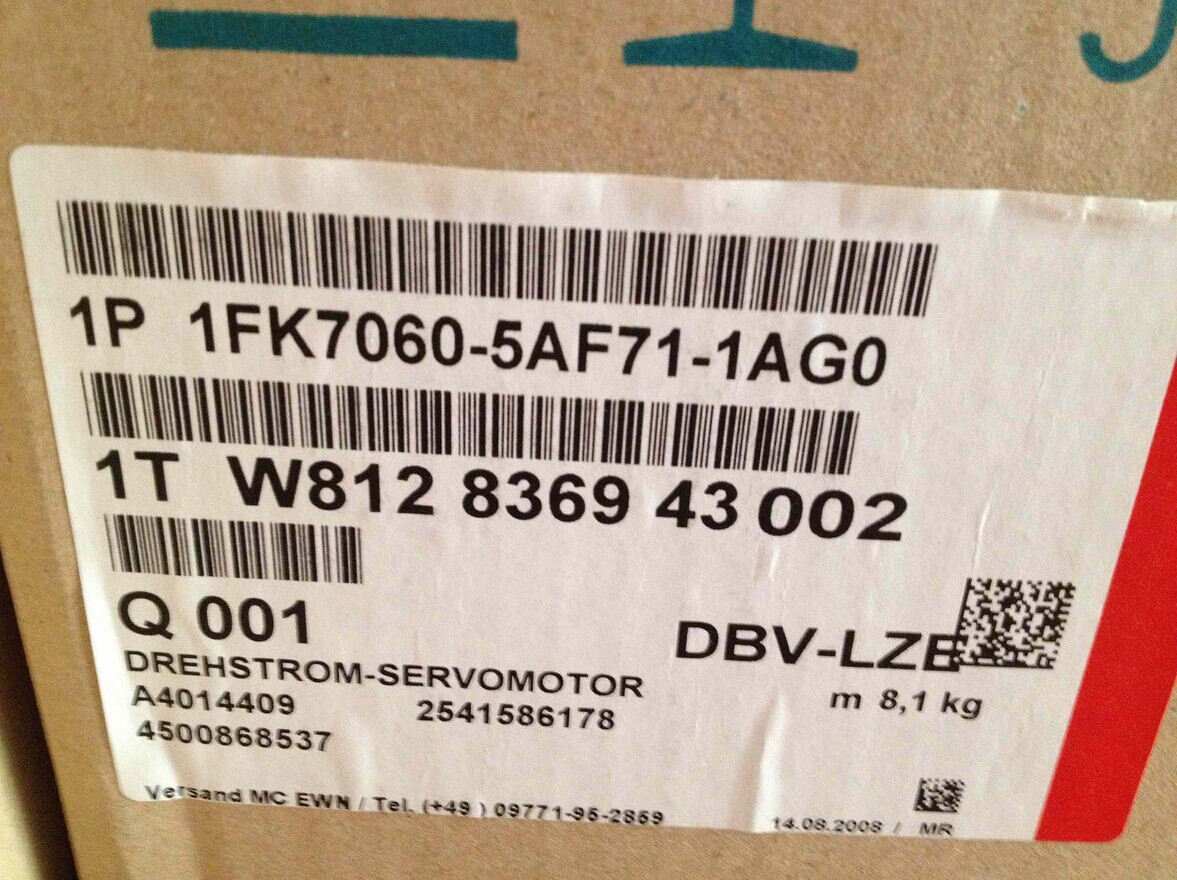 1P 1FK7060-5AF71-1AG0
1T W812 8369 43 002
Q 001
DBV-LZE
DREHSTROM-SERVOMOTOR
m 8,1 kg
A4014409 2541586178
4500868537
Versand MC EWN / Tel. (+49 ) 09771-95-2859
14.08.2008 / MR